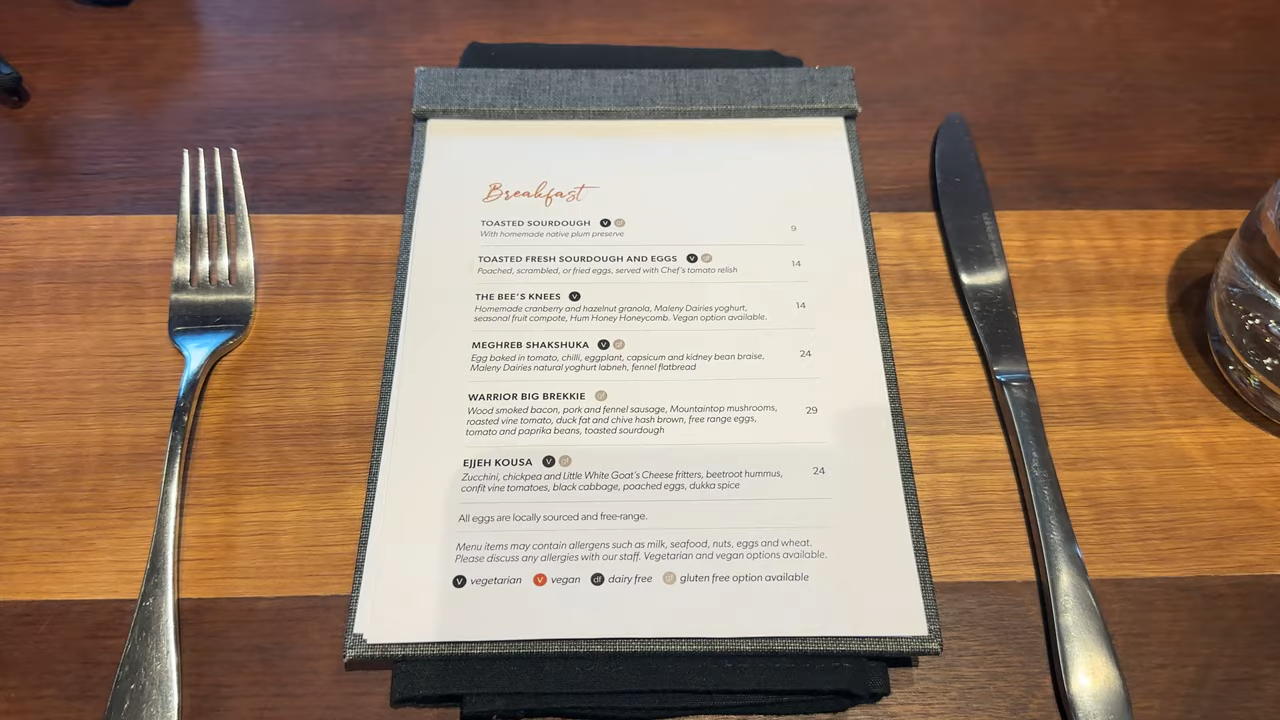 Breakfast
TOASTED SOURDOUGH V gf
With homemade native plum preserve
9
TOASTED FRESH SOURDOUGH AND EGGS V gf
Poached, scrambled, or fried eggs, served with Chef's tomato relish
14
THE BEE'S KNEES V
Homemade cranberry and hazelnut granola, Maleny Dairies yoghurt,
seasonal fruit compote, Hum Honey Honeycomb. Vegan option available.
14
MEGHREB SHAKSHUKA V gf
Egg baked in tomato, chilli, eggplant, capsicum and kidney bean braise,
Maleny Dairies natural yoghurt labneh, fennel flatbread
24
WARRIOR BIG BREKKIE gf
Wood smoked bacon, pork and fennel sausage, Mountaintop mushrooms,
roasted vine tomato, duck fat and chive hash brown, free range eggs,
tomato and paprika beans, toasted sourdough
29
EJJEH KOUSA V gf
Zucchini, chickpea and Little White Goat's Cheese fritters, beetroot hummus,
confit vine tomatoes, black cabbage, poached eggs, dukka spice
24
All eggs are locally sourced and free-range.
Menu items may contain allergens such as milk, seafood, nuts, eggs and wheat.
Please discuss any allergies with our staff. Vegetarian and vegan options available.
V vegetarian V vegan df dairy free gf gluten free option available